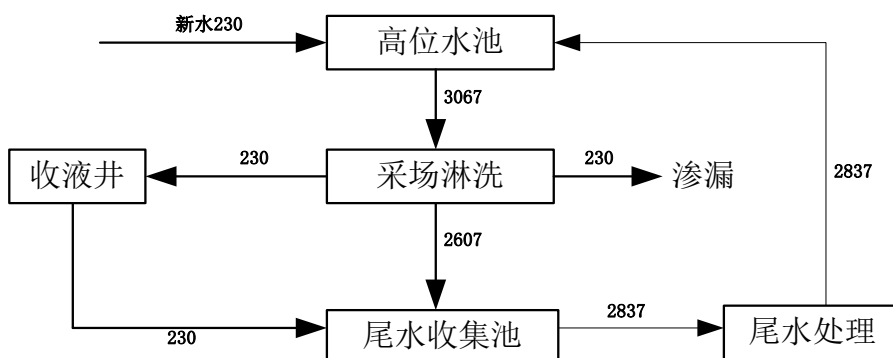 新水230
高位水池
3067
收液井
230
采场淋洗
230
渗漏
2837
2607
230
尾水收集池
2837
尾水处理